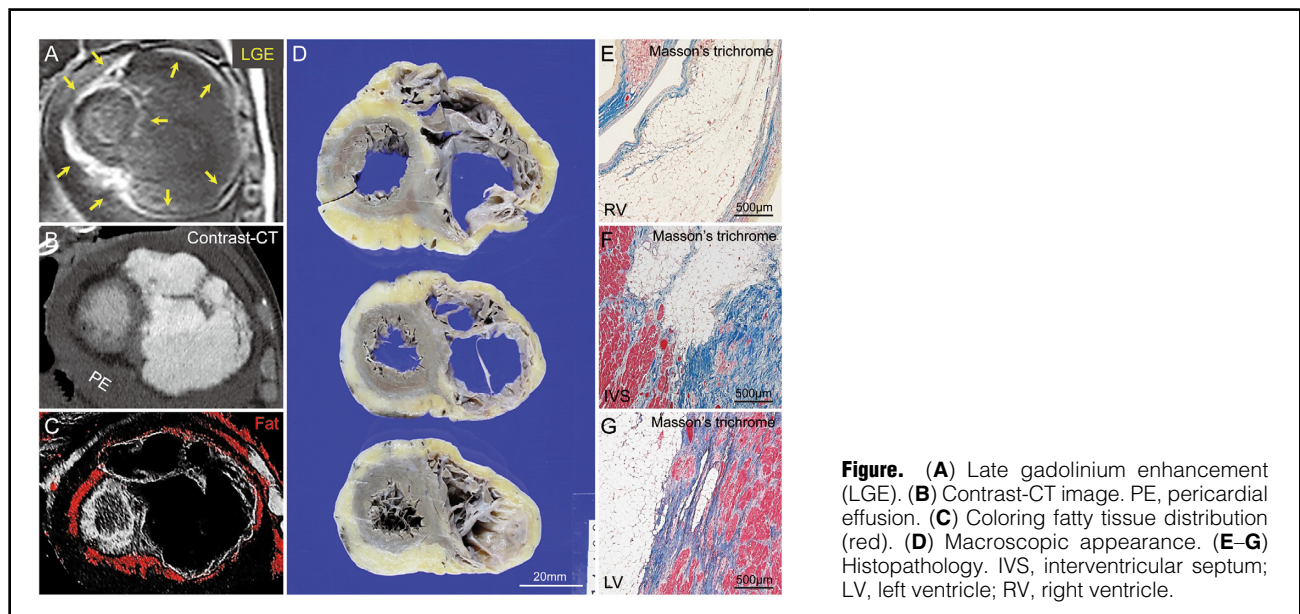 A
LGE
B
Contrast-CT
PE
C
Fat
D
20mm
E
Masson's trichrome
RV
500μm
F
Masson's trichrome
IVS
500μm
G
Masson's trichrome
LV
500μm
Figure. (A) Late gadolinium enhancement
(LGE). (B) Contrast-CT image. PE, pericardial
effusion. (C) Coloring fatty tissue distribution
(red). (D) Macroscopic appearance. (E–G)
Histopathology. IVS, interventricular septum;
LV, left ventricle; RV, right ventricle.